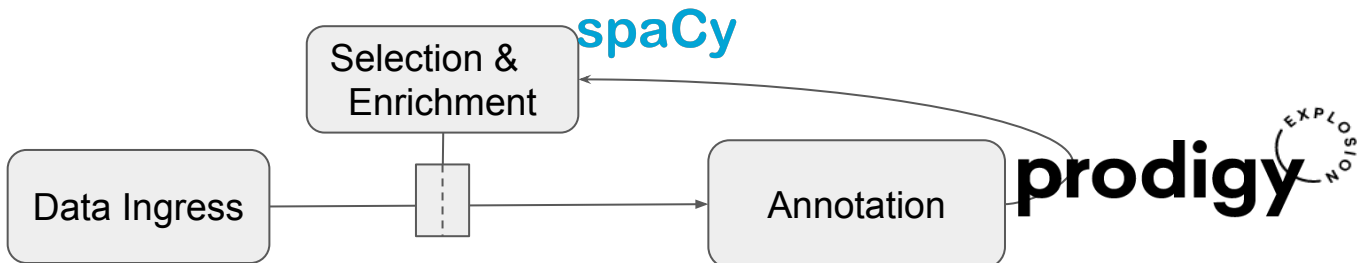 spaCy
Selection &
Enrichment
Data Ingress
Annotation
prodigy
EXPLOSION